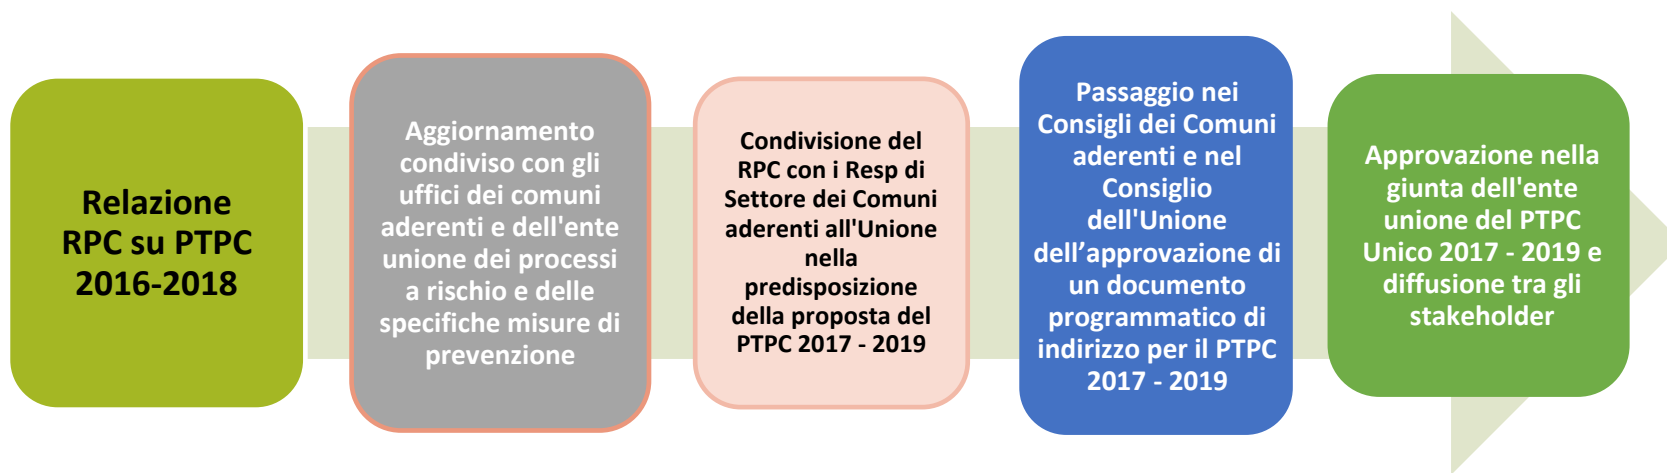 Relazione
RPC su PTPC
2016-2018
Aggiornamento
condiviso con gli
uffici dei comuni
aderenti e dell'ente
unione dei processi
a rischio e delle
specifiche misure di
prevenzione
Condivisione del
RPC con i Resp di
Settore dei Comuni
aderenti all'Unione
nella
predisposizione
della proposta del
PTPC 2017 - 2019
Passaggio nei
Consigli dei Comuni
aderenti e nel
Consiglio
dell'Unione
dell’approvazione di
un documento
programmatico di
indirizzo per il PTPC
2017 - 2019
Approvazione nella
giunta dell'ente
unione del PTPC
Unico 2017 - 2019 e
diffusione tra gli
stakeholder